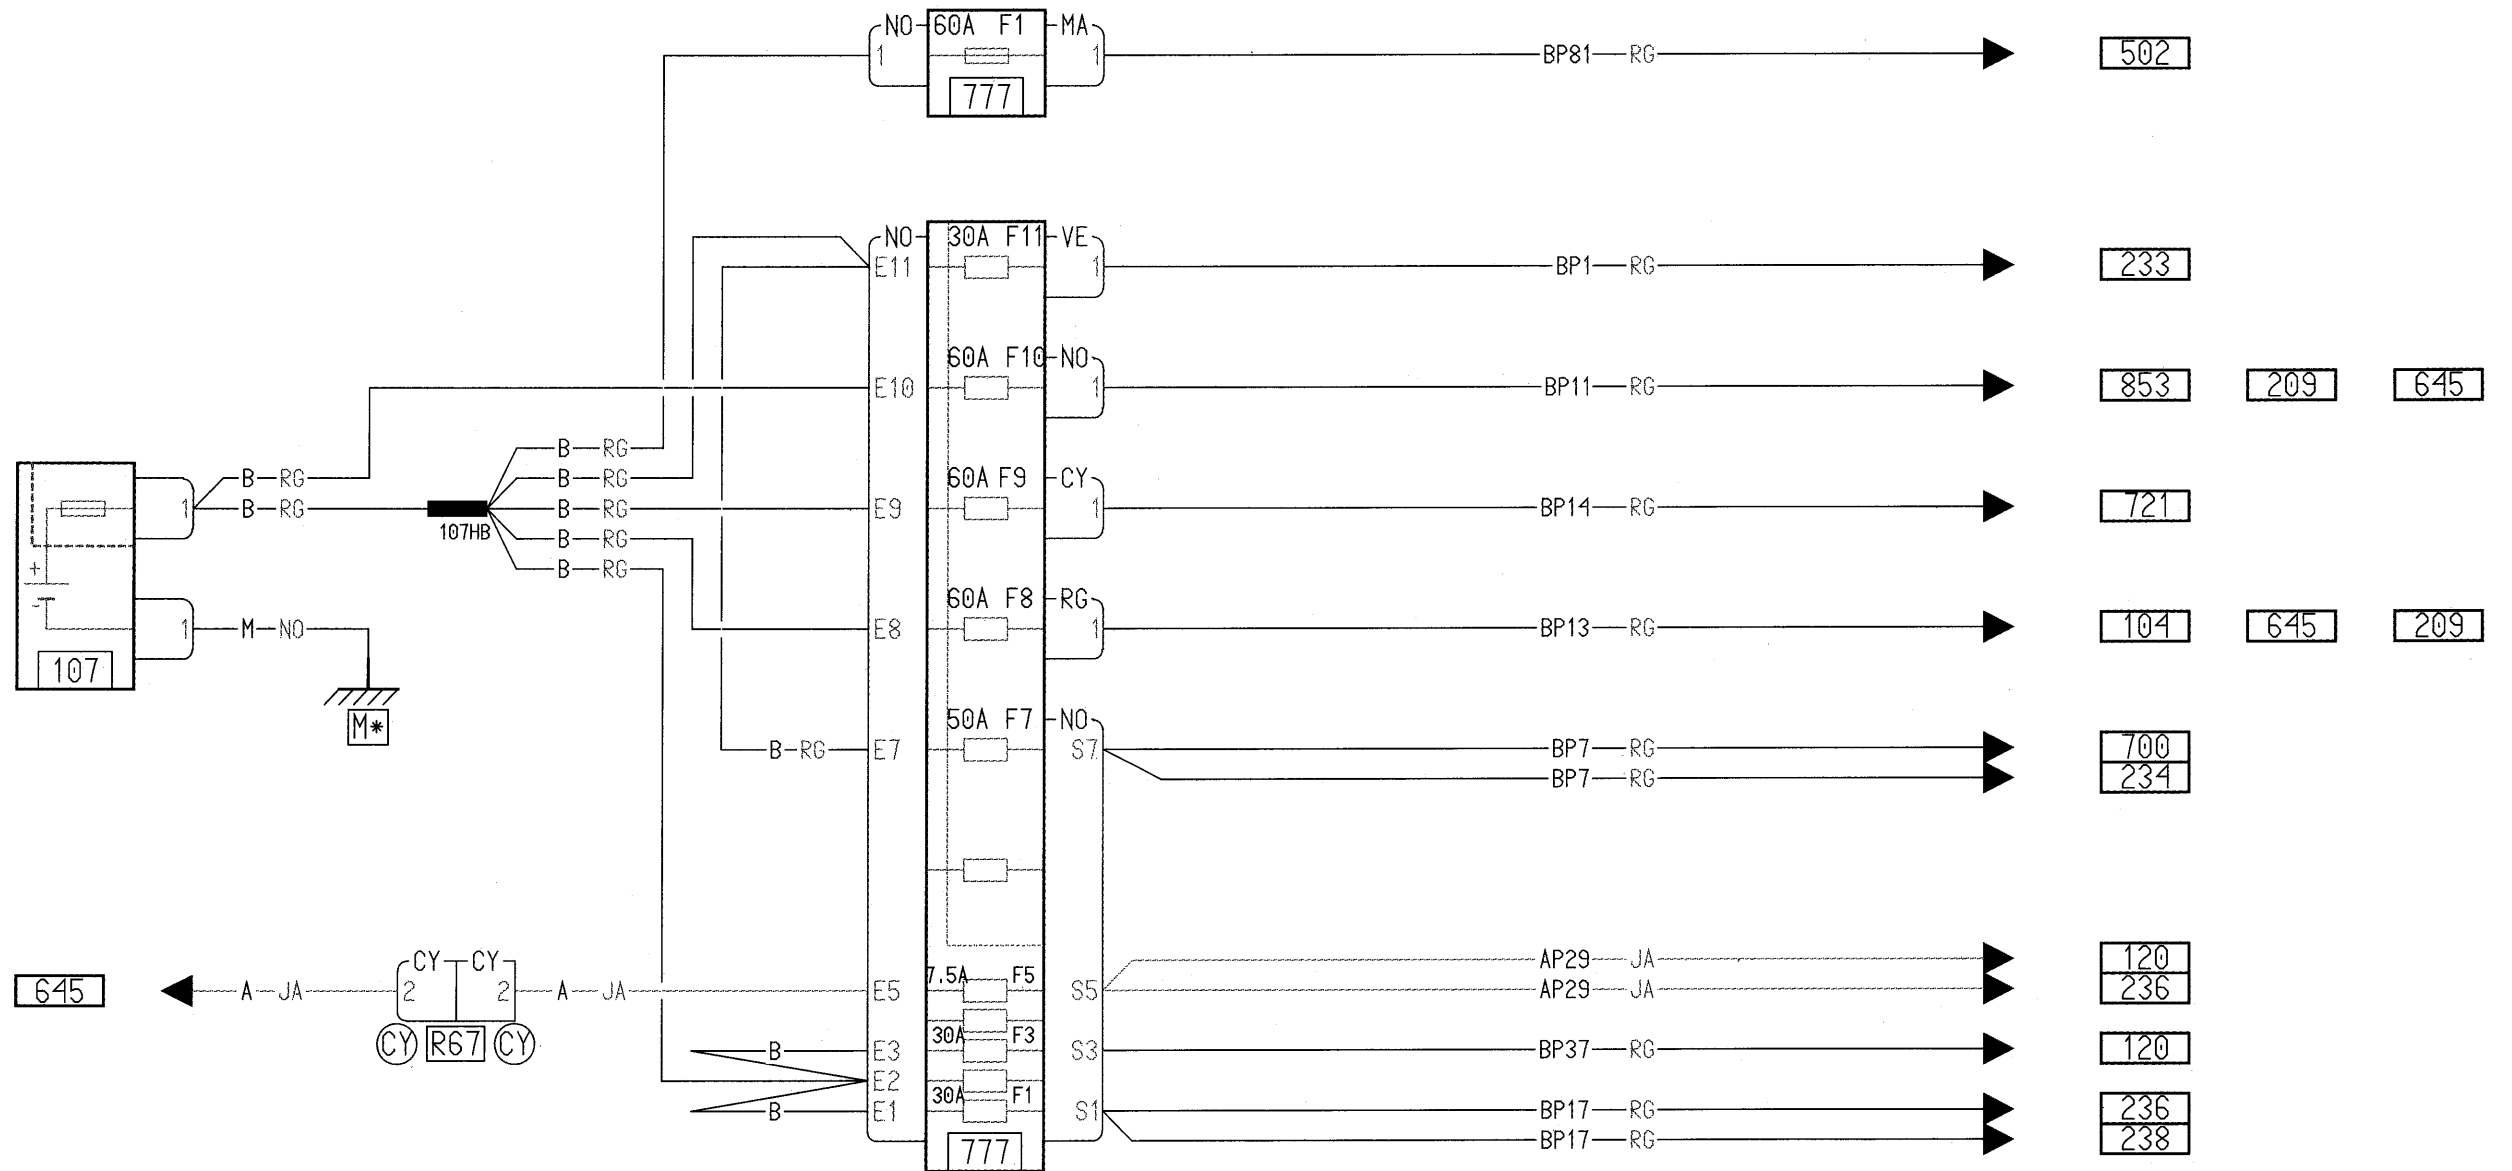 NO 60A F1 MA
1 1 BP81 RG 502
777
NO 30A F11 VE
E11 1 BP1 RG 233
60A F10 NO
E10 1 BP11 RG 853 209 645
B RG
B RG
60A F9 CY
B RG
1 B RG B RG E9 1 BP14 RG 721
107HB
B RG
B RG
+
-
60A F8 RG
1 M NO E8 1 BP13 RG 104 645 209
107
M*
50A F7 NO
B RG E7 S7 BP7 RG 700
BP7 RG 234
CY CY
7.5A F5
AP29 JA 120
645 A JA 2 2 A JA E5 S5 AP29 JA 236
CY R67 CY
30A F3
B E3 S3 BP37 RG 120
E2
30A F1
B E1 S1 BP17 RG 236
BP17 RG 238
777